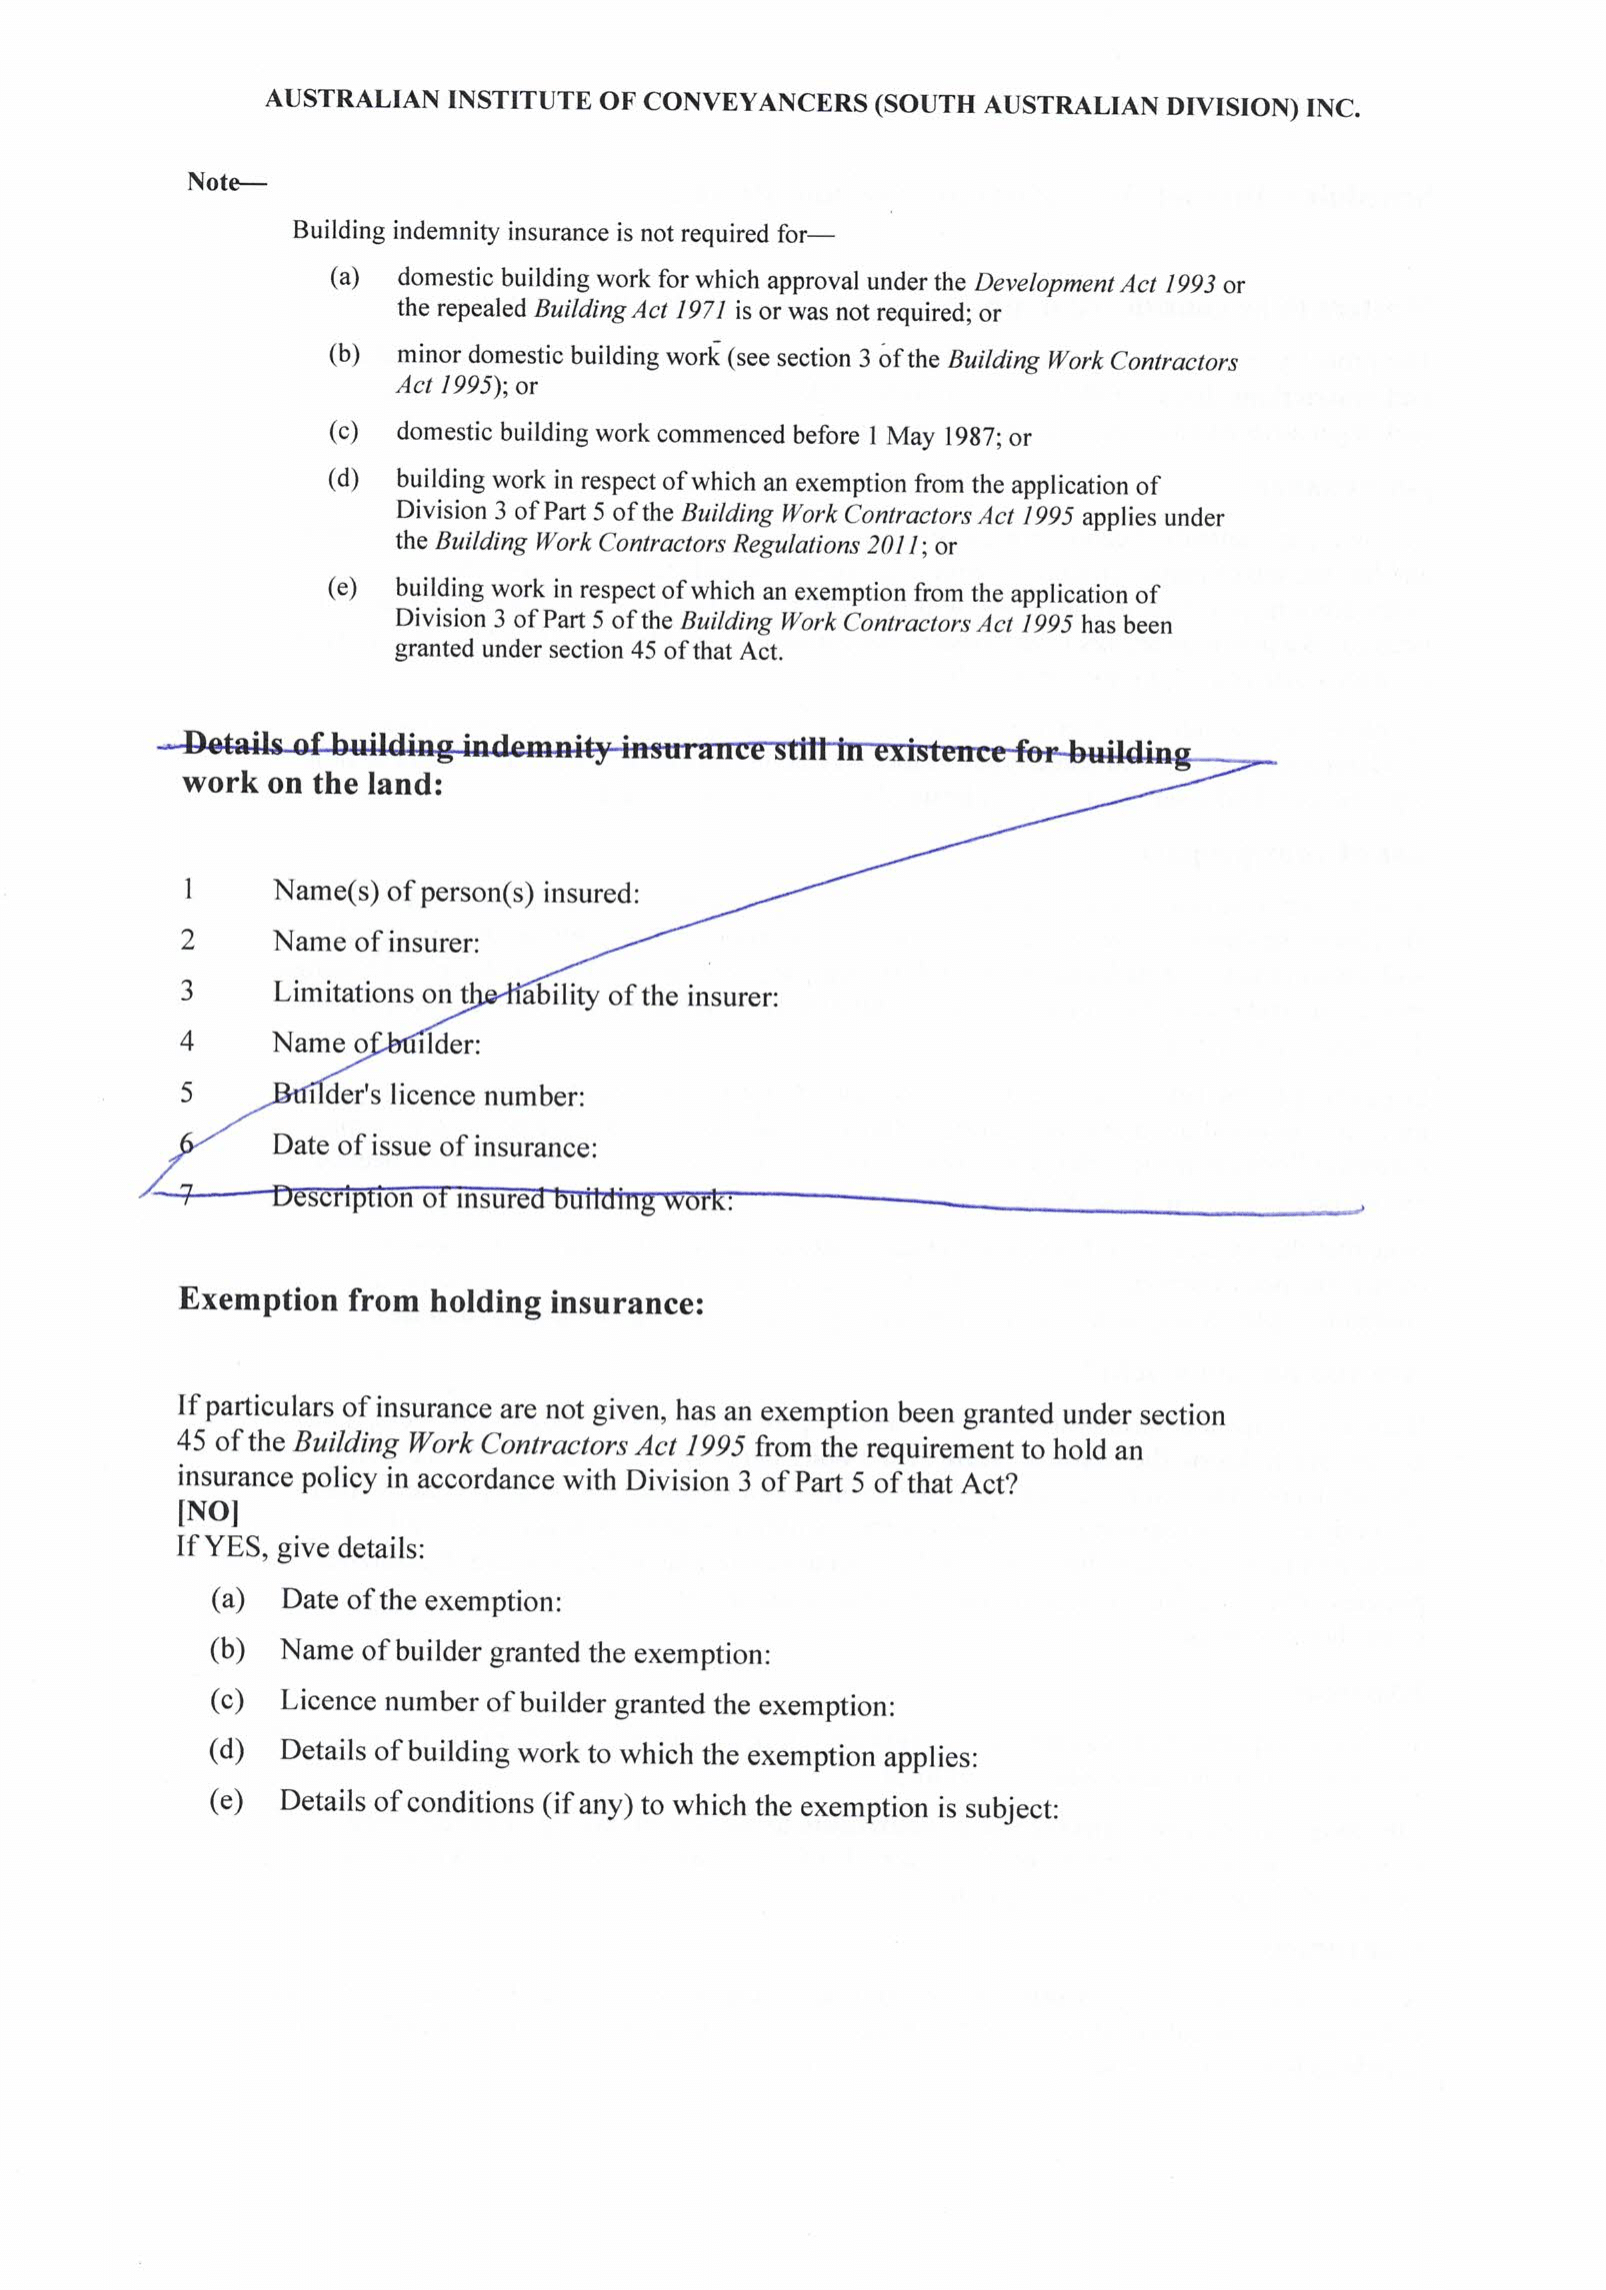 AUSTRALIAN INSTITUTE OF CONVEYANCERS (SOUTH AUSTRALIAN DIVISION) INC.
Note—
Building indemnity insurance is not required for—
(a) domestic building work for which approval under the Development Act 1993 or
the repealed Building Act 1971 is or was not required; or
(b) minor domestic building work (see section 3 of the Building Work Contractors
Act 1995); or
(c) domestic building work commenced before 1 May 1987; or
(d) building work in respect of which an exemption from the application of
Division 3 of Part 5 of the Building Work Contractors Act 1995 applies under
the Building Work Contractors Regulations 2011; or
(e) building work in respect of which an exemption from the application of
Division 3 of Part 5 of the Building Work Contractors Act 1995 has been
granted under section 45 of that Act.
Details of building indemnity insurance still in existence for building
work on the land:
1 Name(s) of person(s) insured:
2 Name of insurer:
3 Limitations on the liability of the insurer:
4 Name of builder:
5 Builder's licence number:
6 Date of issue of insurance:
7 Description of insured building work:
Exemption from holding insurance:
If particulars of insurance are not given, has an exemption been granted under section
45 of the Building Work Contractors Act 1995 from the requirement to hold an
insurance policy in accordance with Division 3 of Part 5 of that Act?
[NO]
If YES, give details:
(a) Date of the exemption:
(b) Name of builder granted the exemption:
(c) Licence number of builder granted the exemption:
(d) Details of building work to which the exemption applies:
(e) Details of conditions (if any) to which the exemption is subject: